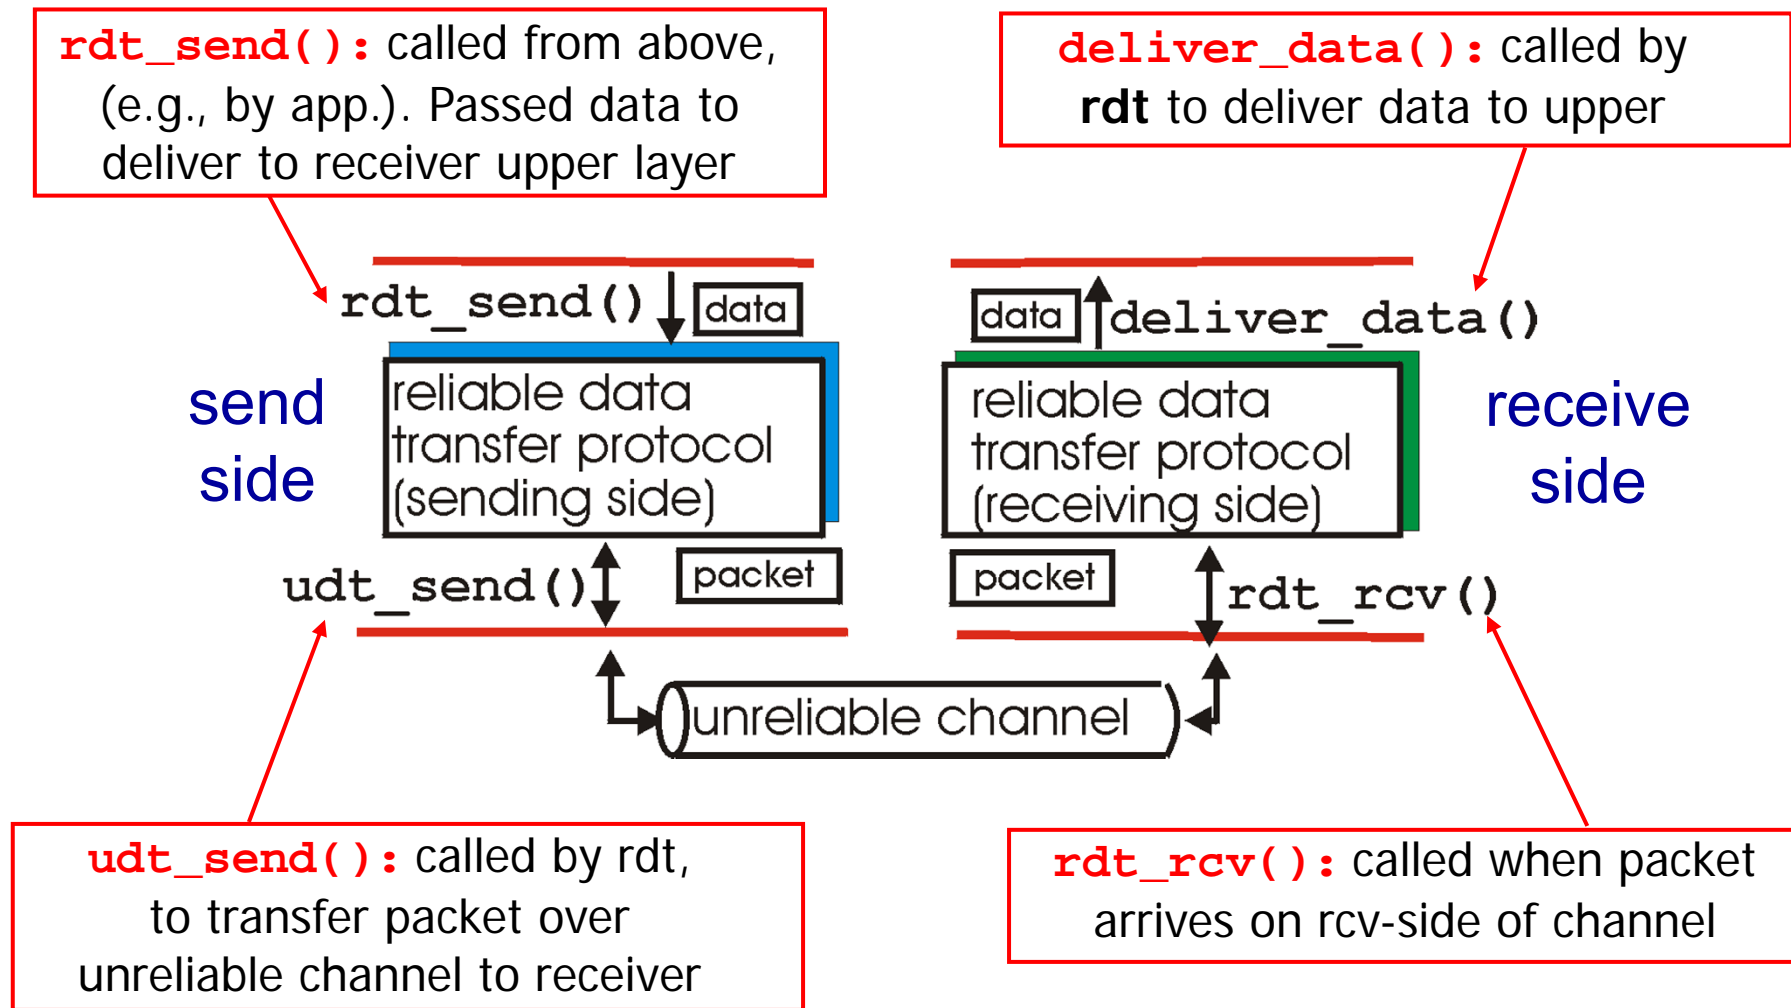 rdt_send(): called from above,
(e.g., by app.). Passed data to
deliver to receiver upper layer
deliver_data(): called by
rdt to deliver data to upper
rdt_send()
data
data
deliver_data()
send
side
reliable data
transfer protocol
(sending side)
reliable data
transfer protocol
(receiving side)
receive
side
udt_send()
packet
packet
rdt_rcv()
unreliable channel
udt_send(): called by rdt,
to transfer packet over
unreliable channel to receiver
rdt_rcv(): called when packet
arrives on rcv-side of channel